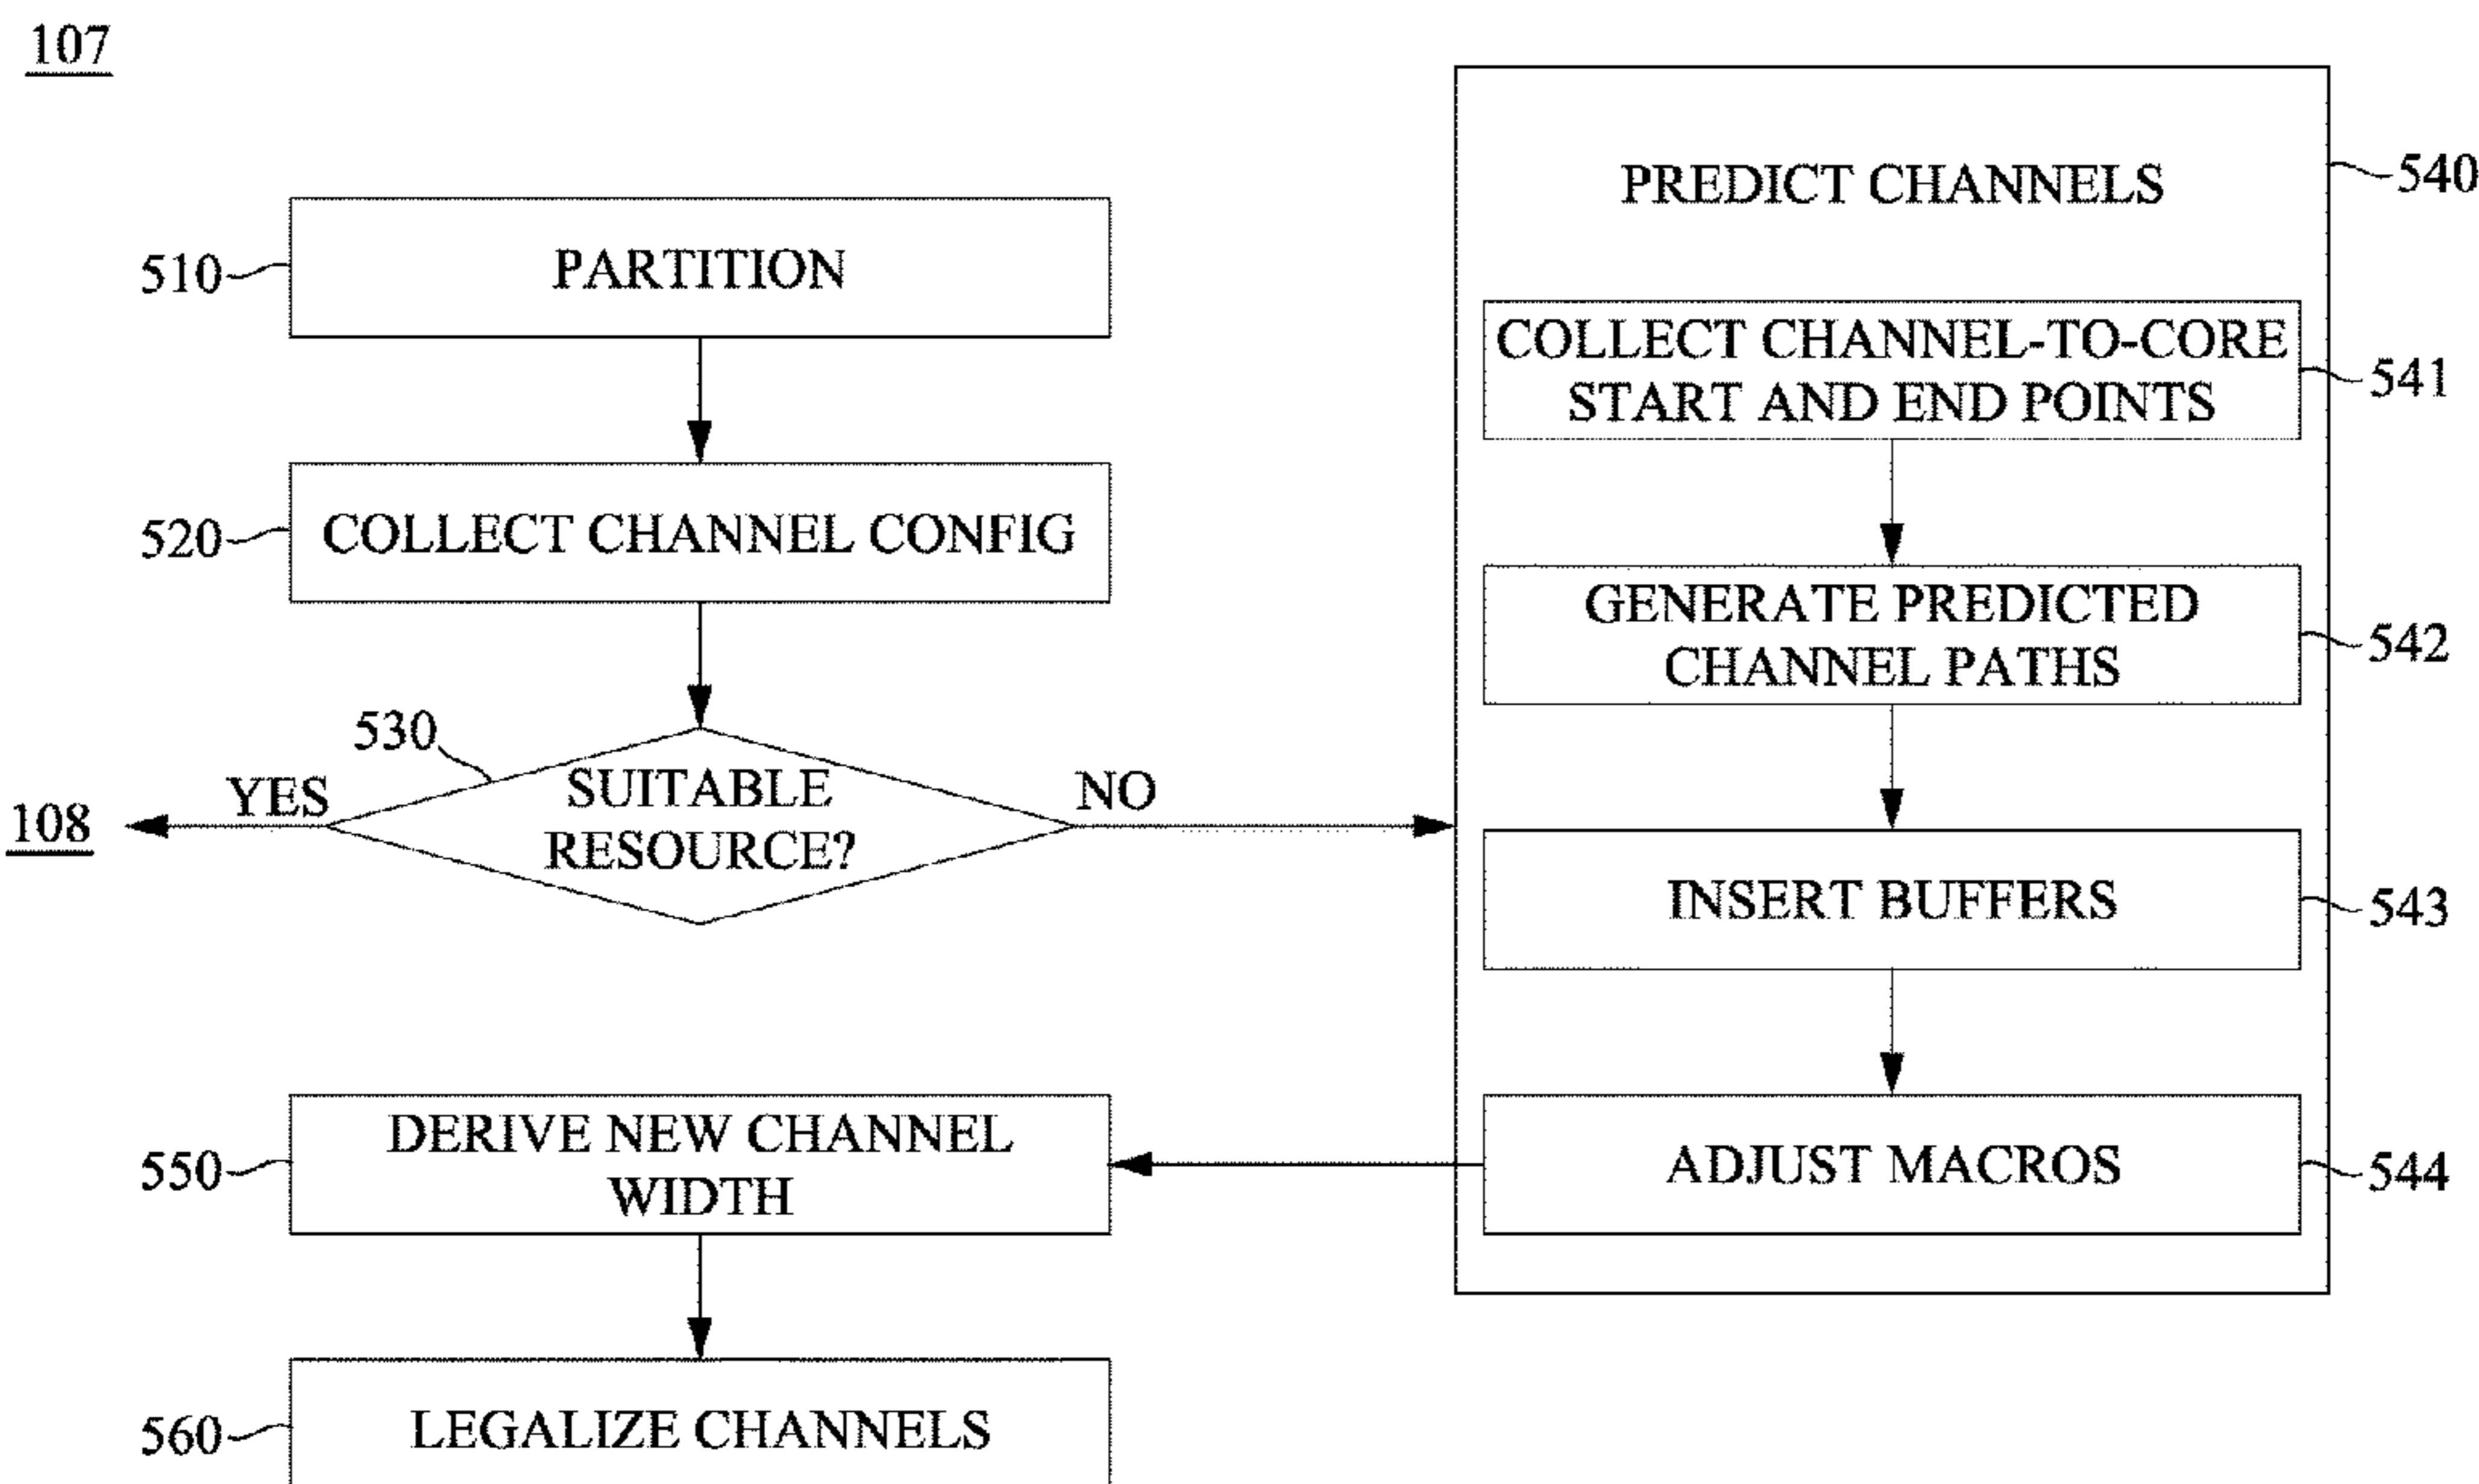 107
510
PARTITION
520
COLLECT CHANNEL CONFIG
530
YES
108
SUITABLE
RESOURCE?
NO
PREDICT CHANNELS
540
COLLECT CHANNEL-TO-CORE
START AND END POINTS
541
GENERATE PREDICTED
CHANNEL PATHS
542
INSERT BUFFERS
543
ADJUST MACROS
544
550
DERIVE NEW CHANNEL
WIDTH
560
LEGALIZE CHANNELS